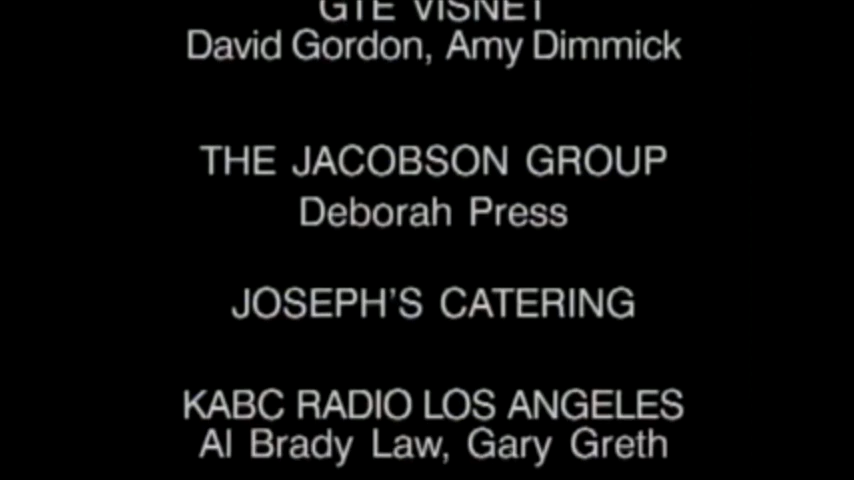 GTE VISNET
David Gordon, Amy Dimmick
THE JACOBSON GROUP
Deborah Press
JOSEPH'S CATERING
KABC RADIO LOS ANGELES
Al Brady Law, Gary Greth